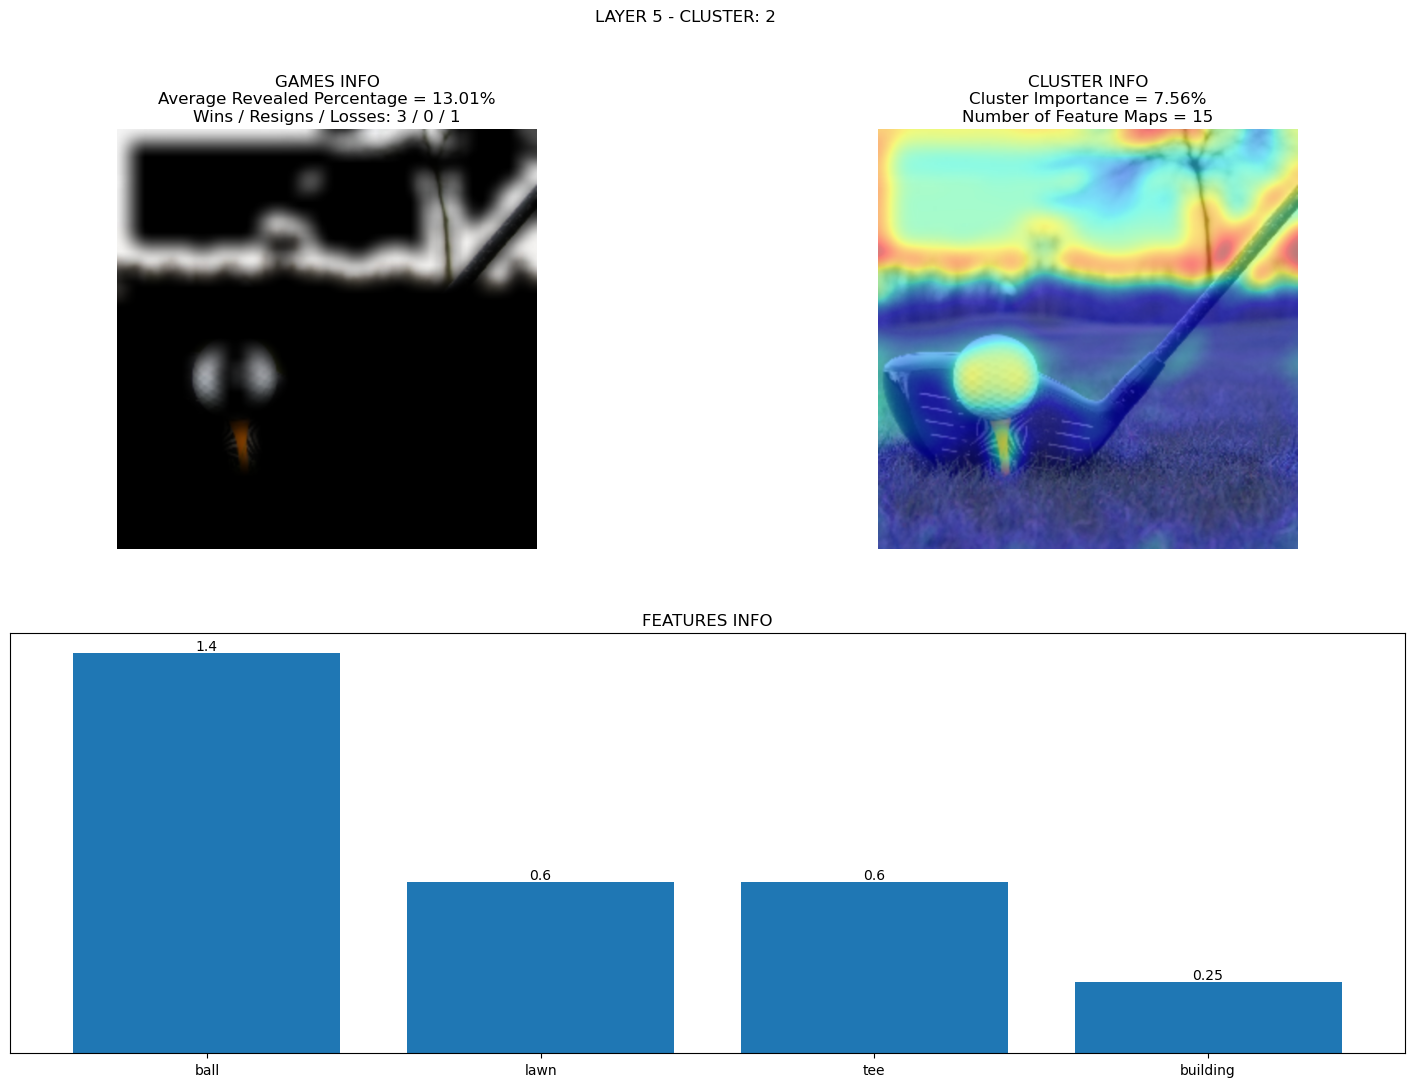 LAYER 5 - CLUSTER: 2
GAMES INFO
Average Revealed Percentage = 13.01%
Wins / Resigns / Losses: 3 / 0 / 1
CLUSTER INFO
Cluster Importance = 7.56%
Number of Feature Maps = 15
FEATURES INFO
1.4
0.6
0.6
0.25
ball
lawn
tee
building